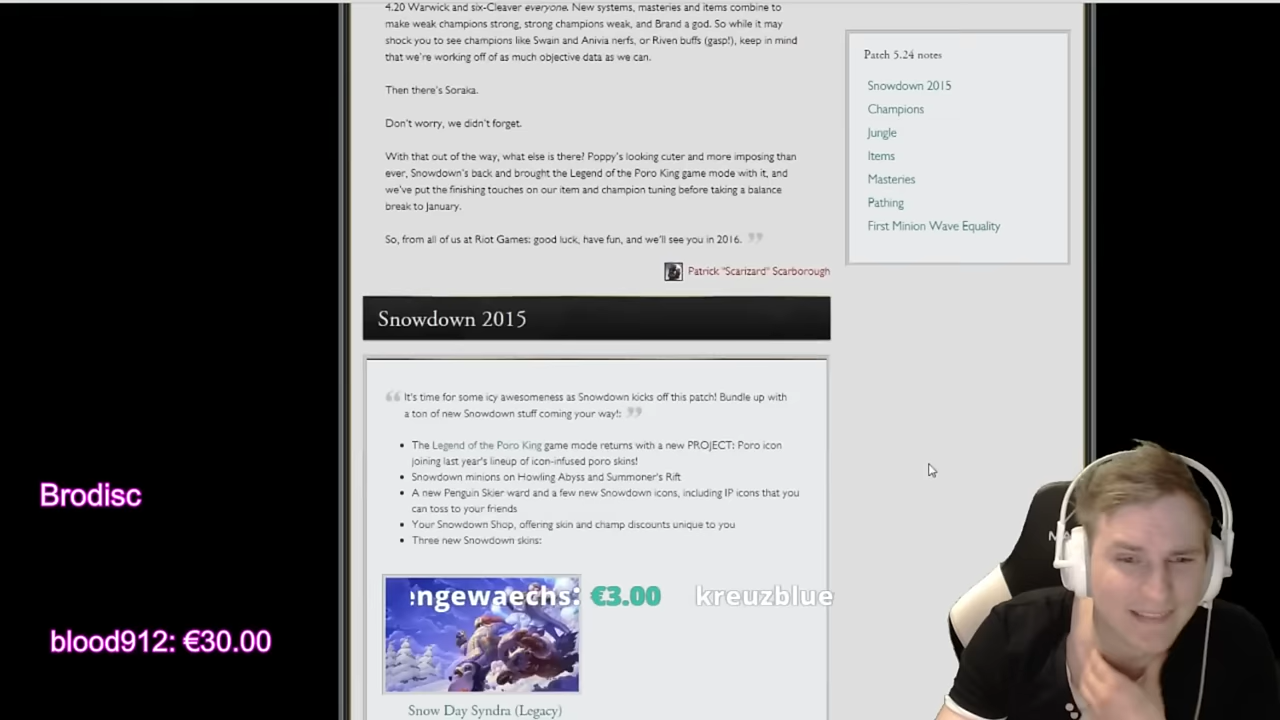 4.20 Warwick and six-Cleaver everyone. New systems, masteries and items combine to
make weak champions strong, strong champions weak, and Brand a god. So while it may
shock you to see champions like Swain and Anivia nerfs, or Riven buffs (gasp!), keep in mind
that we're working off of as much objective data as we can.
Then there's Soraka.
Don't worry, we didn't forget.
With that out of the way, what else is there? Poppy's looking cuter and more imposing than
ever, Snowdown's back and brought the Legend of the Poro King game mode with it, and
we've put the finishing touches on our item and champion tuning before taking a balance
break to January.
So, from all of us at Riot Games: good luck, have fun, and we'll see you in 2016. ”
Patrick "Scarizard" Scarborough
Patch 5.24 notes
Snowdown 2015
Champions
Jungle
Items
Masteries
Pathing
First Minion Wave Equality
Snowdown 2015
“ It's time for some icy awesomeness as Snowdown kicks off this patch! Bundle up with
a ton of new Snowdown stuff coming your way!: ”
• The Legend of the Poro King game mode returns with a new PROJECT: Poro icon
joining last year's lineup of icon-infused poro skins!
• Snowdown minions on Howling Abyss and Summoner's Rift
• A new Penguin Skier ward and a few new Snowdown icons, including IP icons that you
can toss to your friends
• Your Snowdown Shop, offering skin and champ discounts unique to you
• Three new Snowdown skins:
engewaechs: €3.00 kreuzblue
Snow Day Syndra (Legacy)
Brodisc
blood912: €30.00